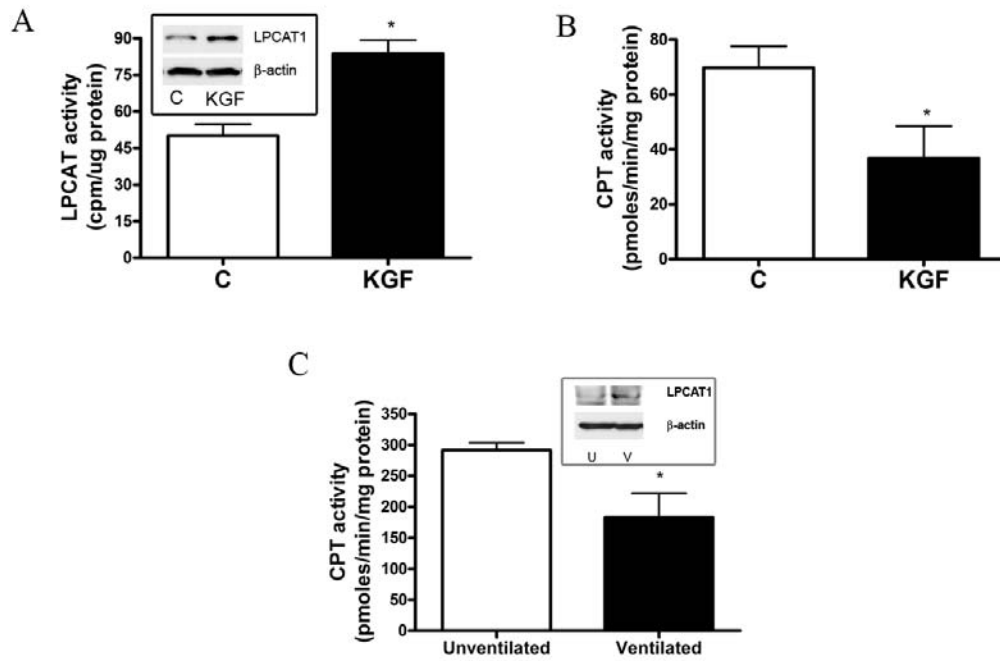 A
LPCAT activity
(cpm/ug protein)
90
75
60
45
30
15
0
LPCAT1
β-actin
C KGF
*
C KGF
B
CPT activity
(pmoles/min/mg protein)
80
60
40
20
0
*
C KGF
C
CPT activity
(pmoles/min/mg protein)
350
300
250
200
150
100
50
0
LPCAT1
β-actin
U V
*
Unventilated Ventilated